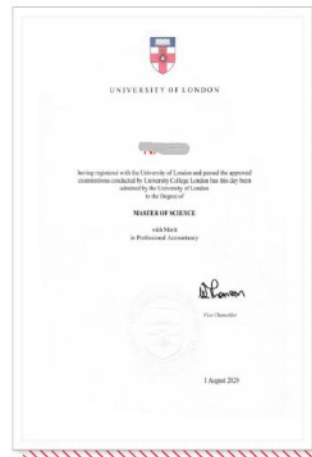 UNIVERSITY OF LONDON
having registered with the University of London and passed the approved
examinations conducted by University College London has this day been
admitted by the University of London
to the Degree of
MASTER OF SCIENCE
with Merit
in Professional Accountancy
Vice-Chancellor
1 August 2020